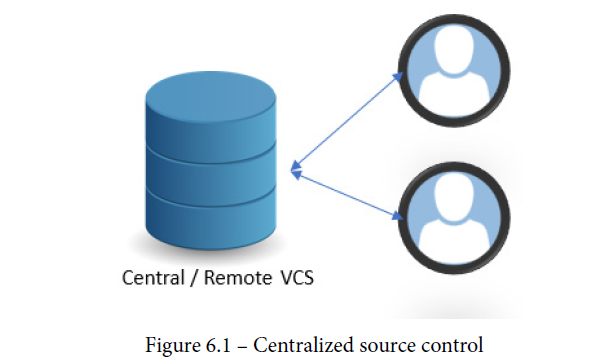 Central / Remote VCS
Figure 6.1 – Centralized source control